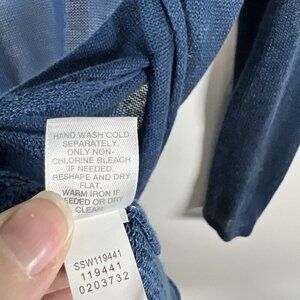 HAND WASH COLD
SEPARATELY.
ONLY NON-
CHLORINE BLEACH
IF NEEDED.
RESHAPE AND DRY
FLAT.
WARM IRON IF
NEEDED OR DRY
CLEAN
SSW119441
119441
0203732